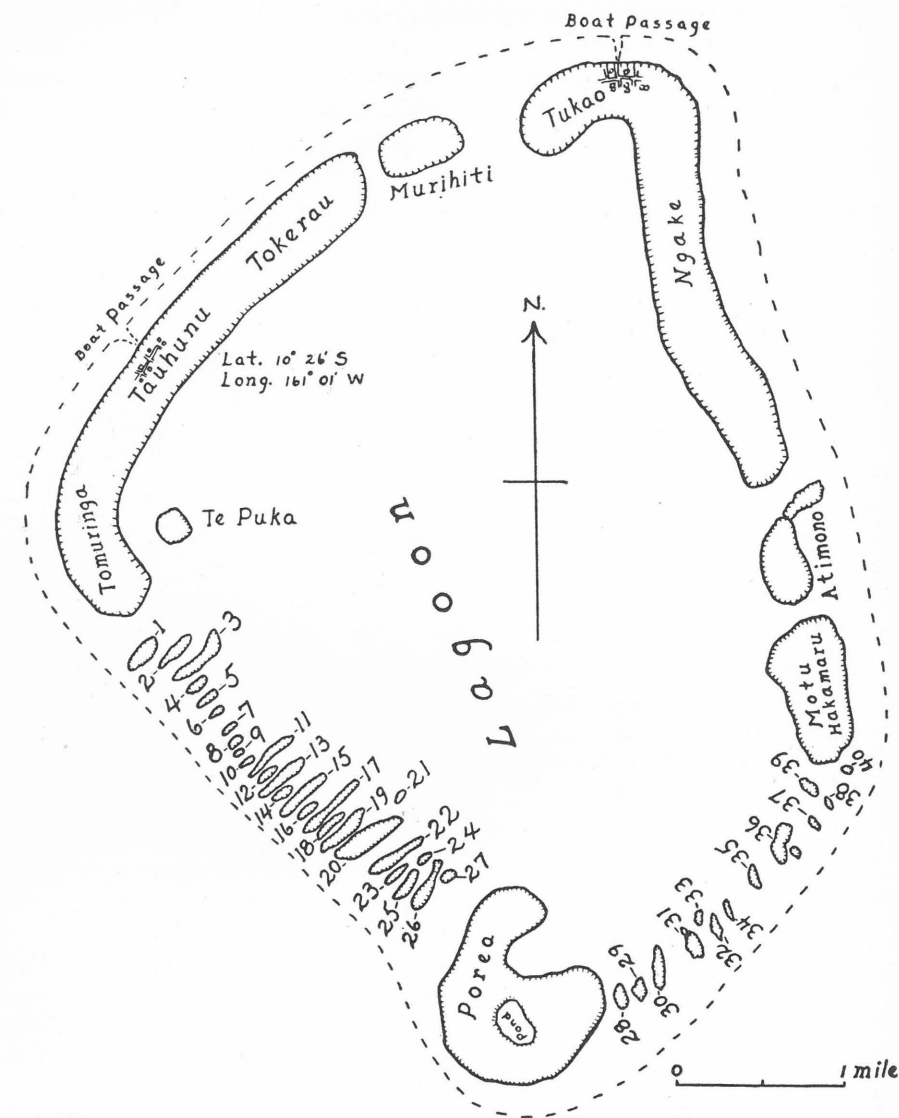 Boat Passage
Tukao
Murihiti
Tokerau
Ngake
Boat Passage
Tauhunu
N.
Lat. 10° 26' S
Long. 161° 01' W
Tomuringa
Te Puka
Lagoon
Atimono
Motu
Hakamaru
1
2
3
4
5
6
7
8
9
10
11
12
13
14
15
16
17
18
19
20
21
22
23
24
25
26
27
Porea
Pond
28
29
30
31
32
33
34
35
36
37
38
39
40
0 1 mile